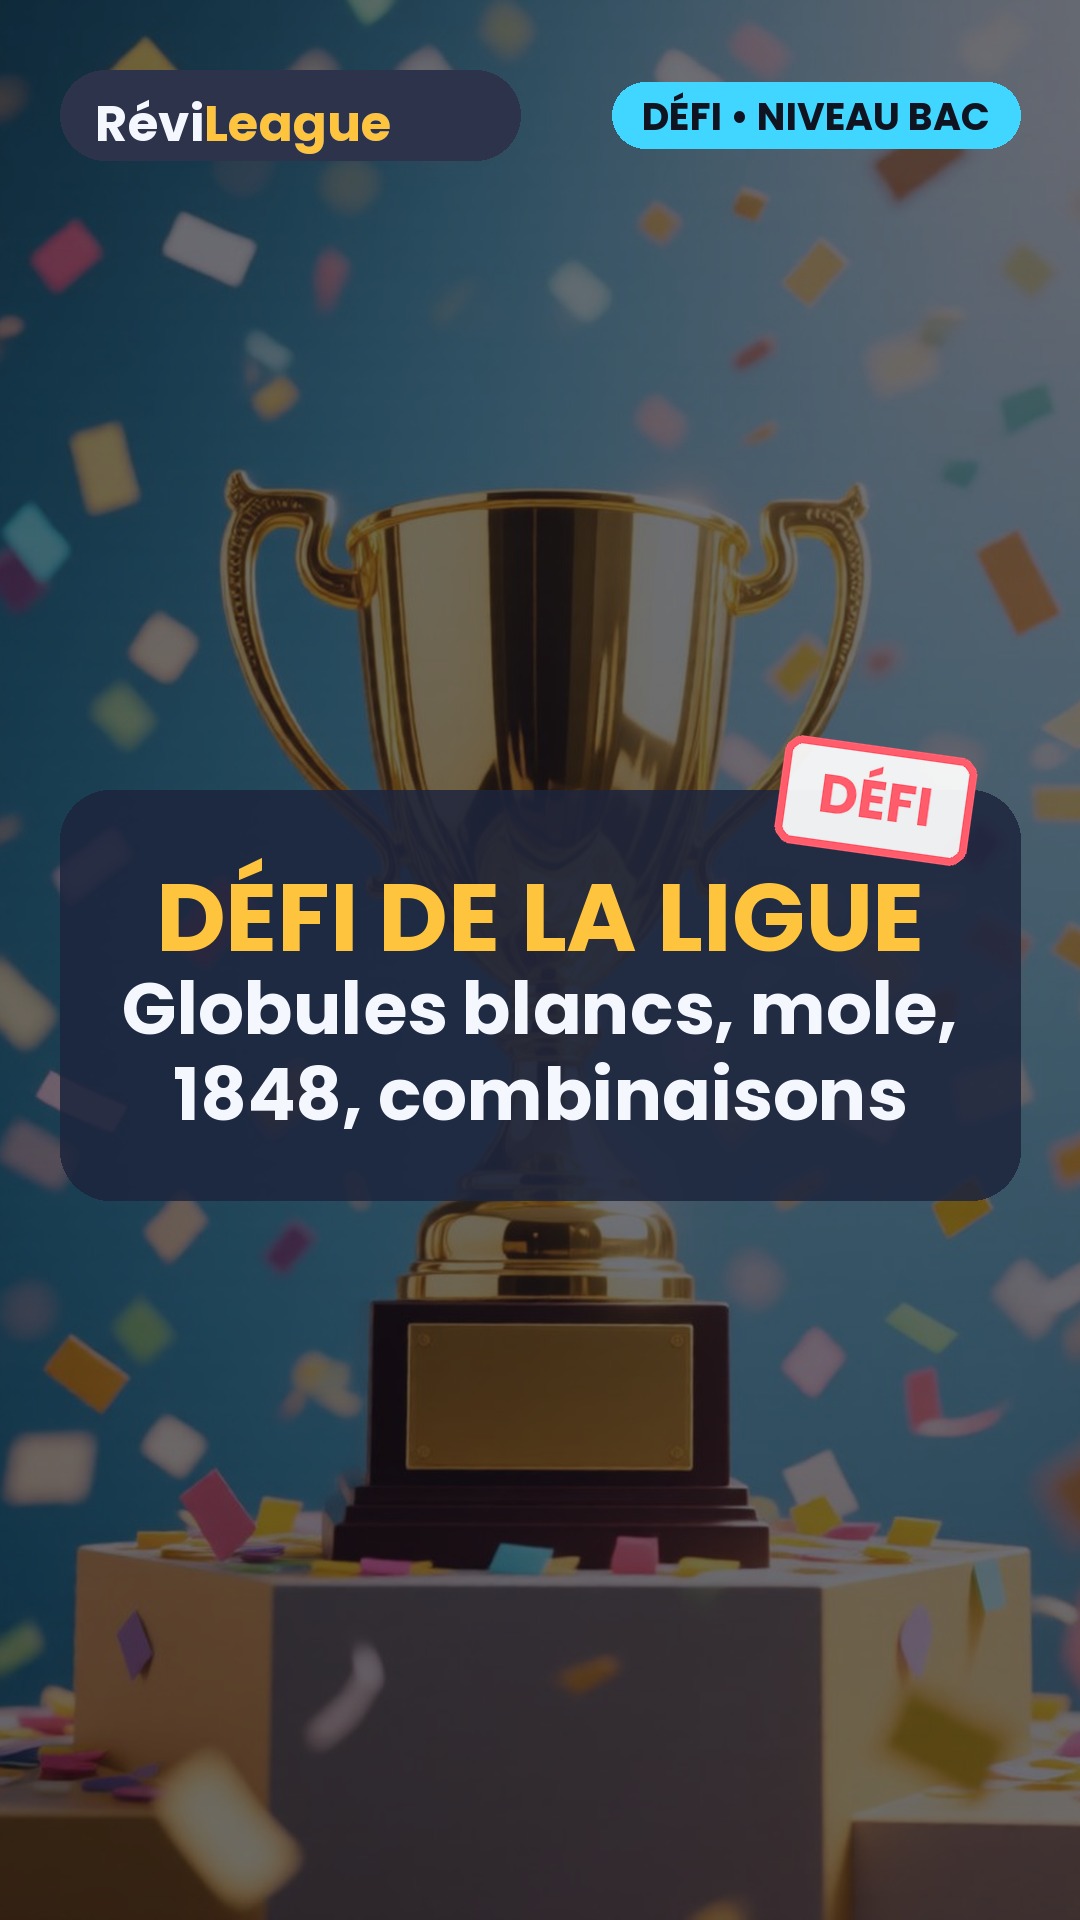 RéviLeague
DÉFI • NIVEAU BAC
DÉFI
DÉFI DE LA LIGUE
Globules blancs, mole,
1848, combinaisons